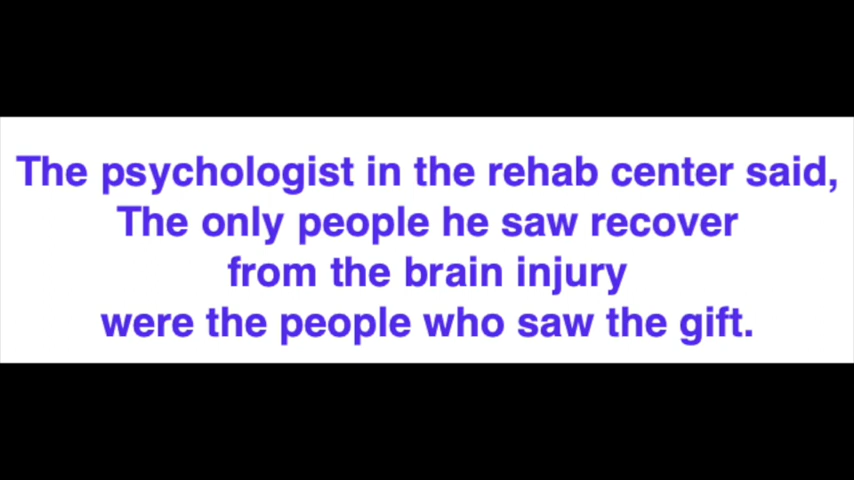 The psychologist in the rehab center said,
The only people he saw recover
from the brain injury
were the people who saw the gift.